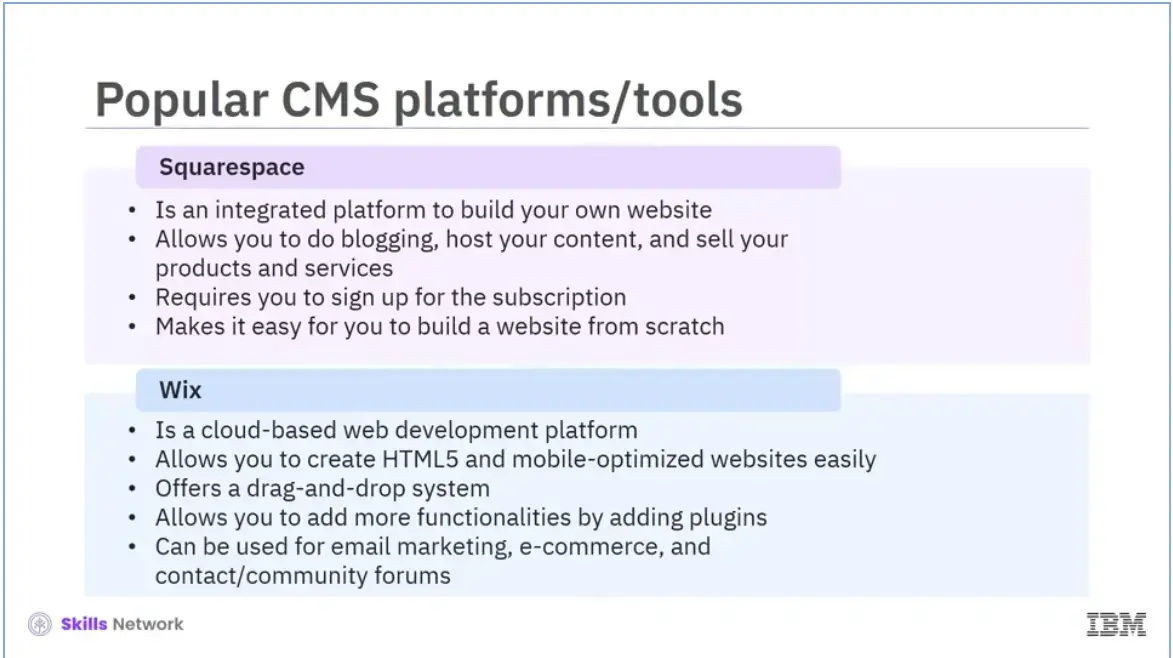 Popular CMS platforms/tools
Squarespace
• Is an integrated platform to build your own website
• Allows you to do blogging, host your content, and sell your
products and services
• Requires you to sign up for the subscription
• Makes it easy for you to build a website from scratch
Wix
• Is a cloud-based web development platform
• Allows you to create HTML5 and mobile-optimized websites easily
• Offers a drag-and-drop system
• Allows you to add more functionalities by adding plugins
• Can be used for email marketing, e-commerce, and
contact/community forums
Skills Network
IBM